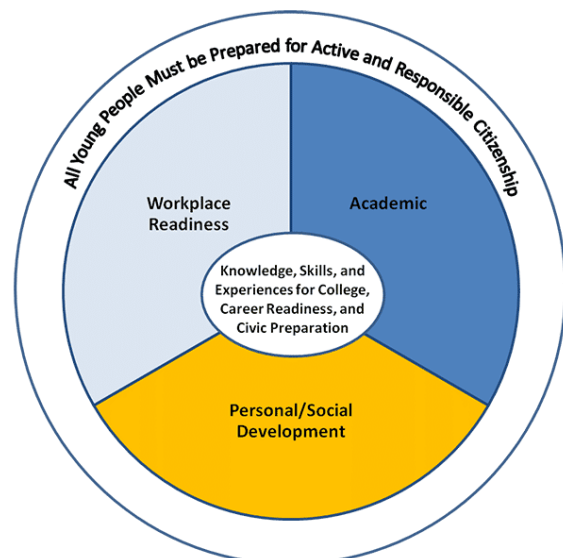 All Young People Must be Prepared for Active and Responsible Citizenship
Workplace
Readiness
Academic
Knowledge, Skills, and
Experiences for College,
Career Readiness, and
Civic Preparation
Personal/Social
Development